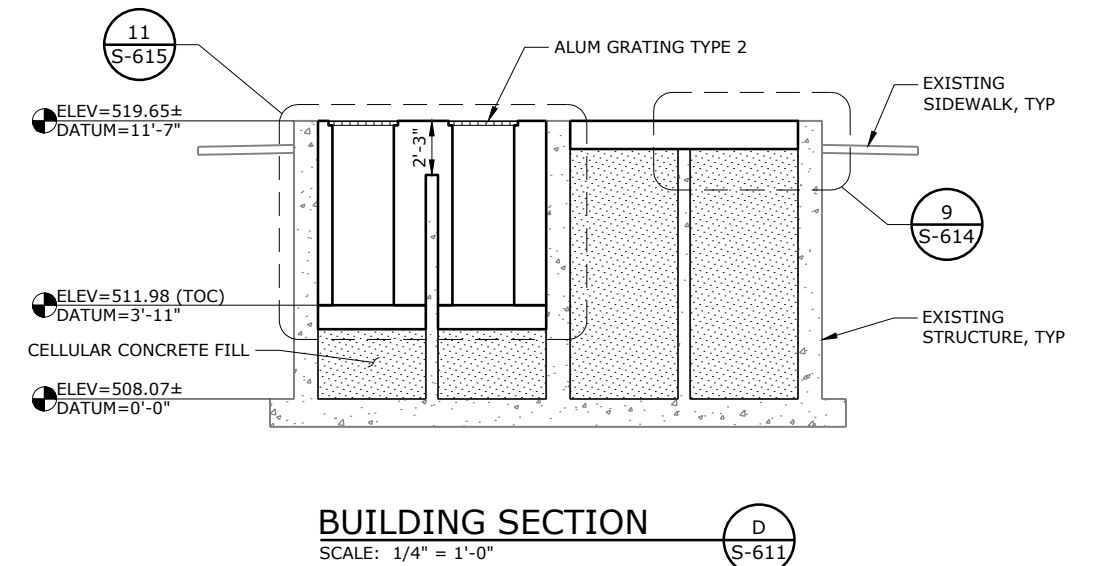 11
S-615
ALUM GRATING TYPE 2
EXISTING
SIDEWALK, TYP
ELEV=519.65±
DATUM=11'-7"
2'-3"
9
S-614
ELEV=511.98 (TOC)
DATUM=3'-11"
EXISTING
STRUCTURE, TYP
CELLULAR CONCRETE FILL
ELEV=508.07±
DATUM=0'-0"
BUILDING SECTION
SCALE: 1/4" = 1'-0"
D
S-611